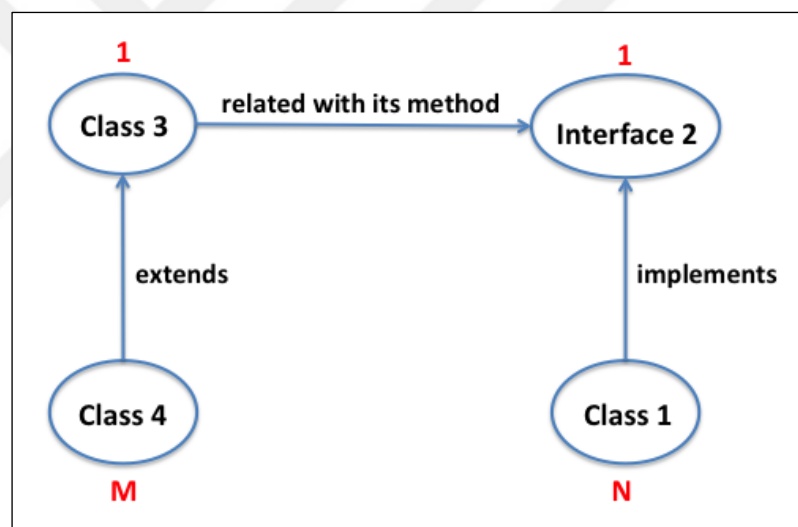 1
1
related with its method
Class 3
Interface 2
extends
implements
Class 4
Class 1
M
N